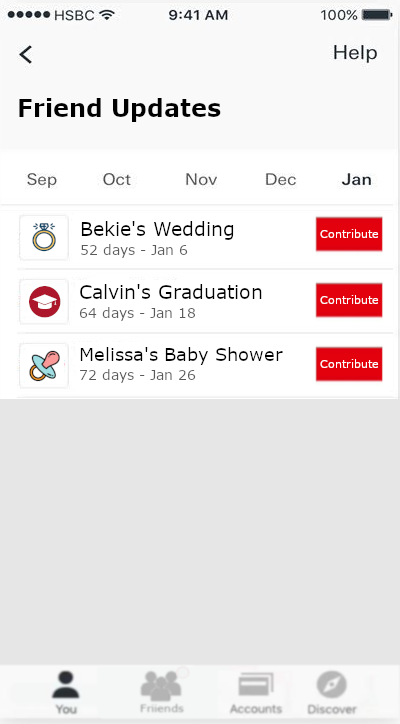 HSBC 9:41 AM 100%
Help
Friend Updates
Sep Oct Nov Dec Jan
Bekie's Wedding
52 days - Jan 6
Contribute
Calvin's Graduation
64 days - Jan 18
Contribute
Melissa's Baby Shower
72 days - Jan 26
Contribute
You Friends Accounts Discover